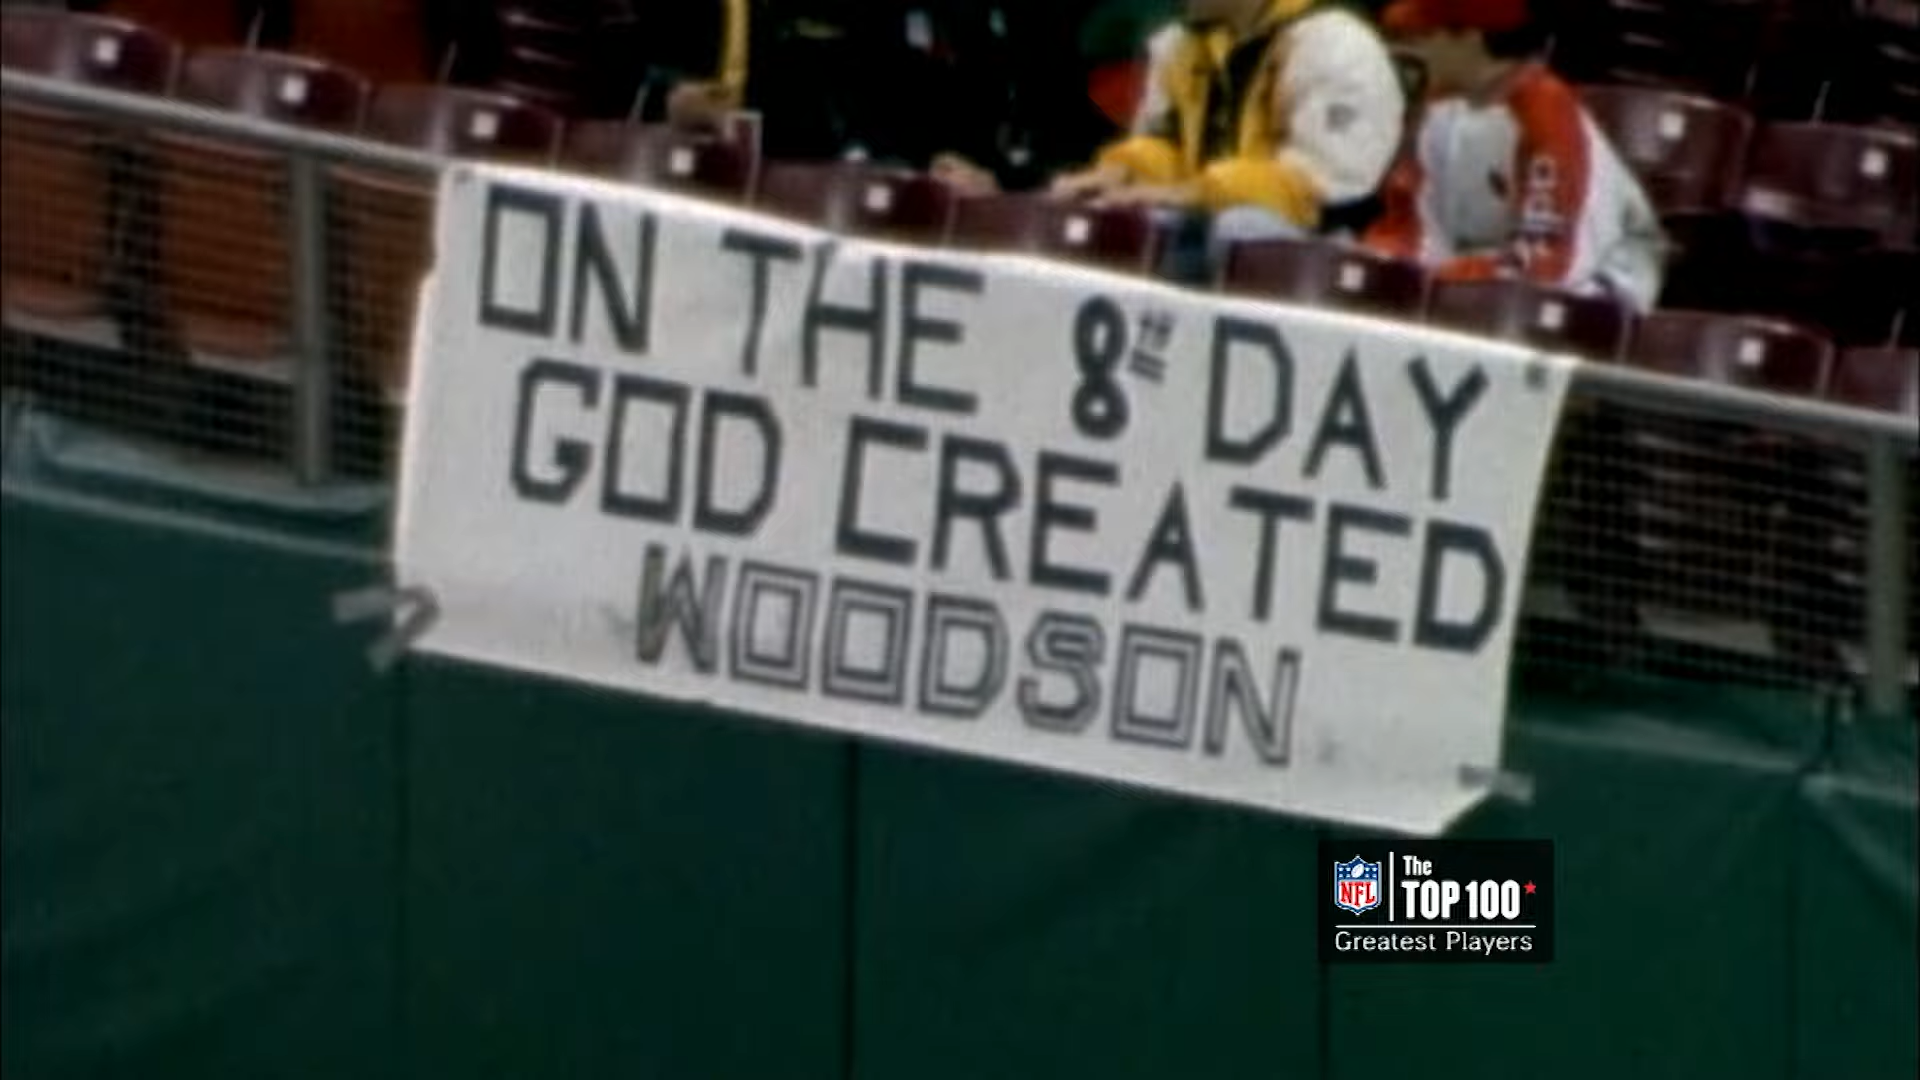 ON THE 8TH DAY
GOD CREATED
WOODSON
NFL
The
TOP 100
Greatest Players